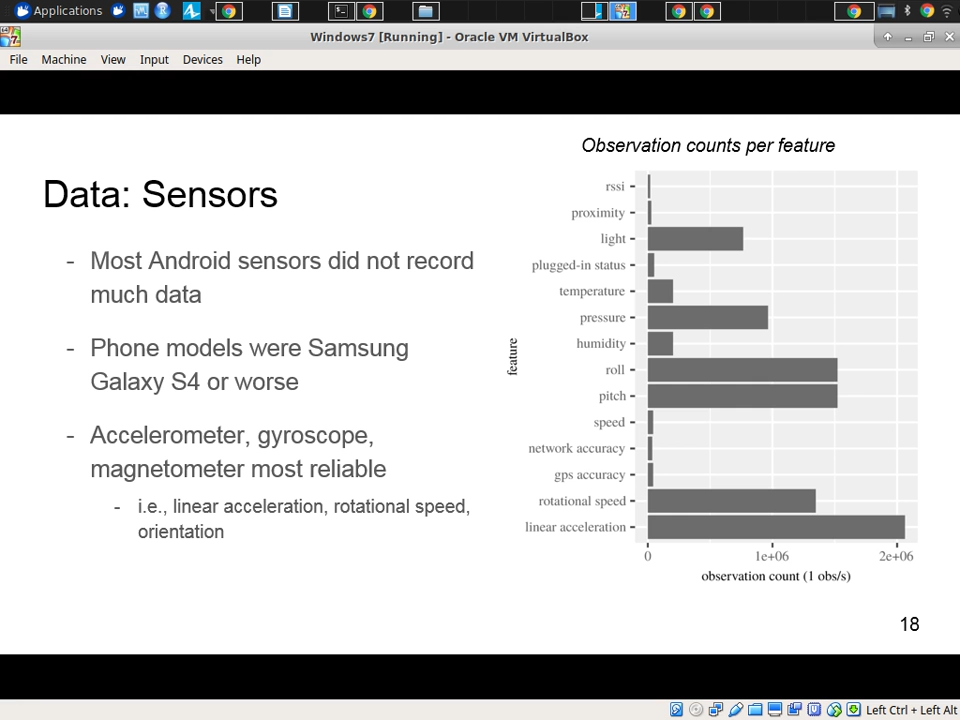 Applications
Windows7 [Running] - Oracle VM VirtualBox
File Machine View Input Devices Help
Data: Sensors
- Most Android sensors did not record
much data
- Phone models were Samsung
Galaxy S4 or worse
- Accelerometer, gyroscope,
magnetometer most reliable
- i.e., linear acceleration, rotational speed,
orientation
Observation counts per feature
feature
rssi
proximity
light
plugged-in status
temperature
pressure
humidity
roll
pitch
speed
network accuracy
gps accuracy
rotational speed
linear acceleration
0 1e+06 2e+06
observation count (1 obs/s)
18
Left Ctrl + Left Alt